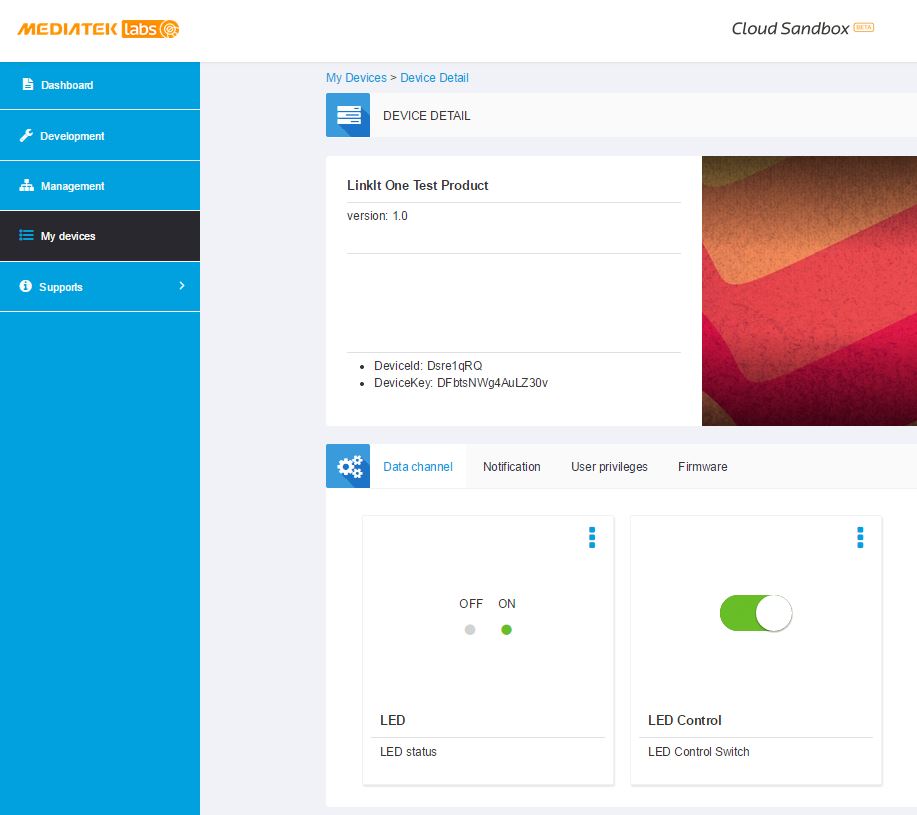 MEDIATEK labs
Cloud Sandbox BETA
Dashboard
Development
Management
My devices
Supports
My Devices > Device Detail
DEVICE DETAIL
LinkIt One Test Product
version: 1.0
DeviceId: Dsre1qRQ
DeviceKey: DFbtsNWg4AuLZ30v
Data channel Notification User privileges Firmware
OFF ON
LED
LED status
LED Control
LED Control Switch